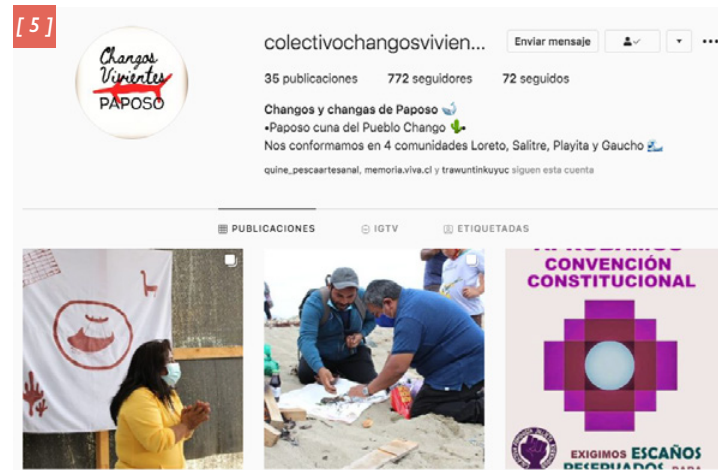 [ 5 ]
Changos
Vivientes
PAPOSO
colectivochangosvivien...
Enviar mensaje
35 publicaciones 772 seguidores 72 seguidos
Changos y changas de Paposo
•Paposo cuna del Pueblo Chango
Nos conformamos en 4 comunidades Loreto, Salitre, Playita y Gaucho
quine_pescaartesanal, memoria.viva.cl y trawuntinkuyuc siguen esta cuenta
PUBLICACIONES IGTV ETIQUETADAS
CONVENCIÓN
CONSTITUCIONAL
EXIGIMOS ESCAÑOS
RESERVADOS PARA